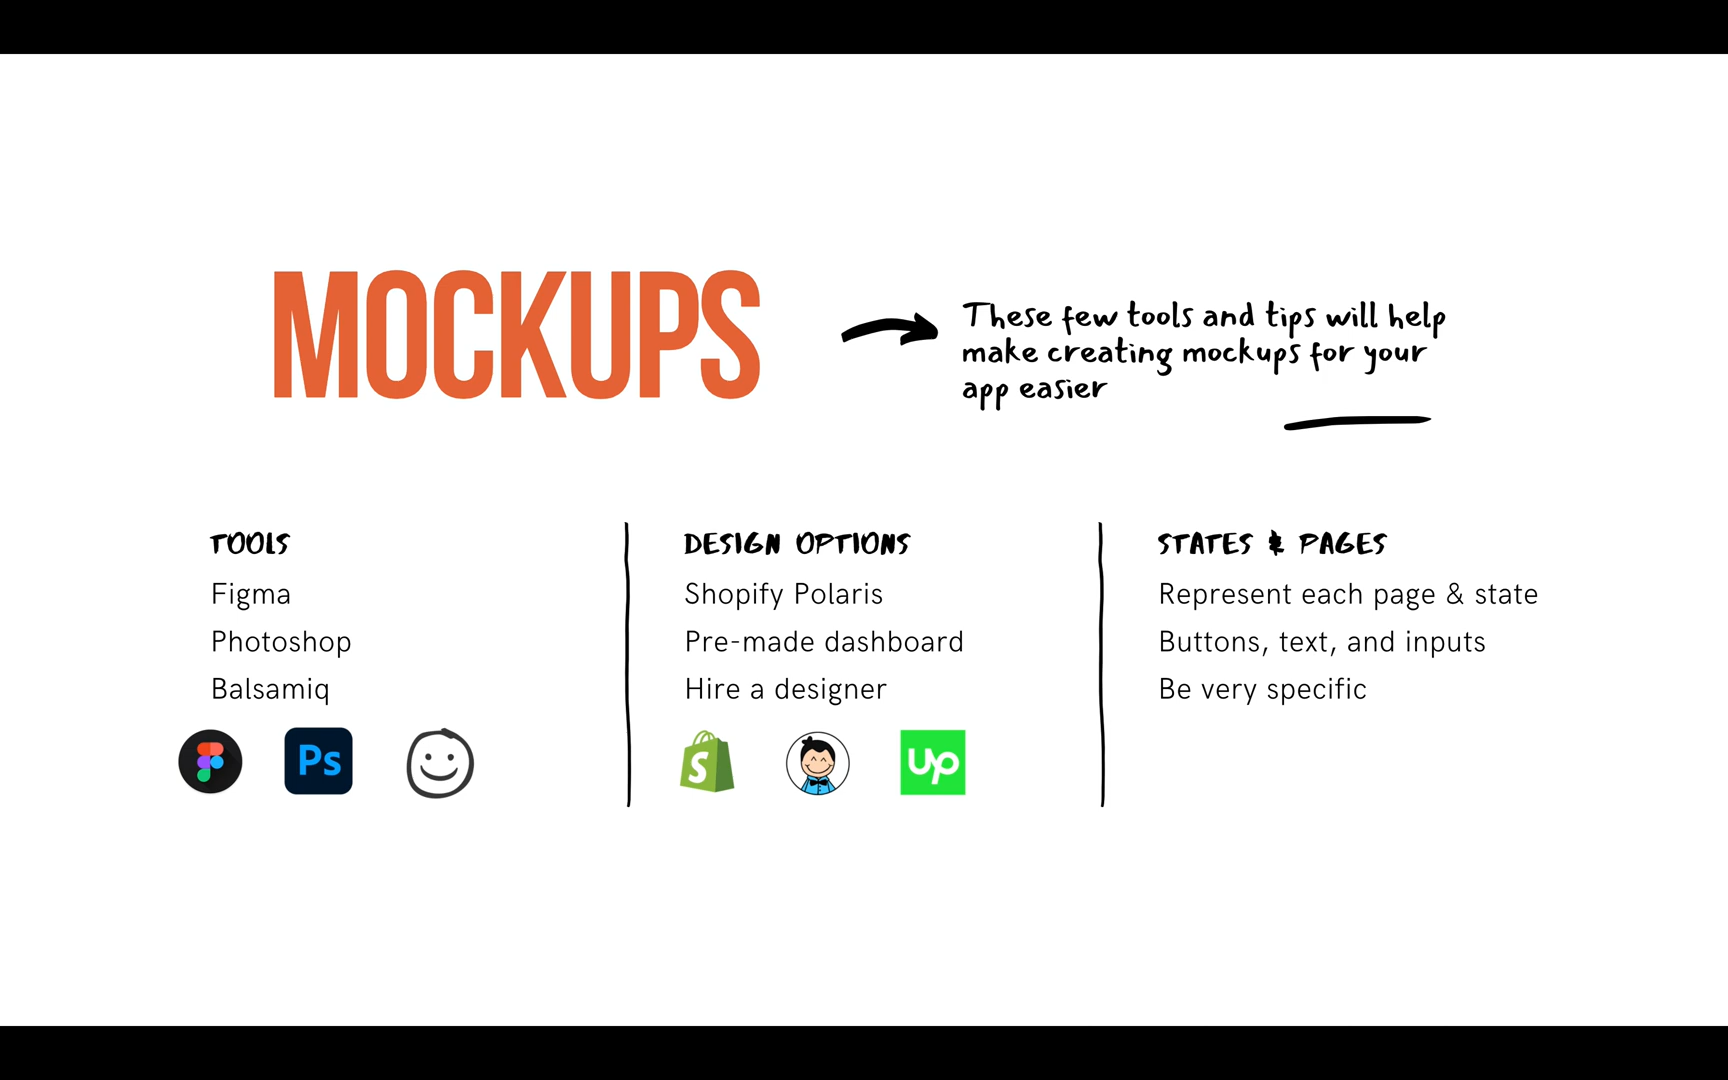 MOCKUPS
These few tools and tips will help
make creating mockups for your
app easier
TOOLS
Figma
Photoshop
Balsamiq
Ps
DESIGN OPTIONS
Shopify Polaris
Pre-made dashboard
Hire a designer
S
up
STATES & PAGES
Represent each page & state
Buttons, text, and inputs
Be very specific